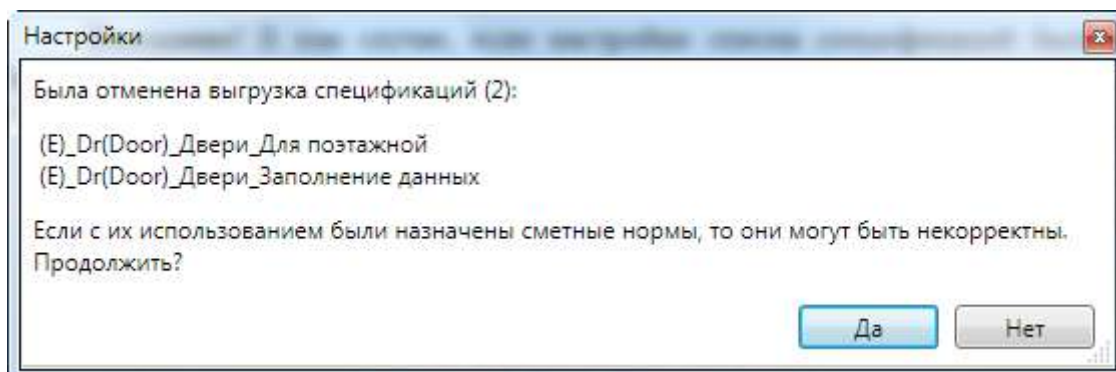 Настройки
Была отменена выгрузка спецификаций (2):
(E)_Dr(Door)_Двери_Для поэтажной
(E)_Dr(Door)_Двери_Заполнение данных
Если с их использованием были назначены сметные нормы, то они могут быть некорректны.
Продолжить?
Да Нет